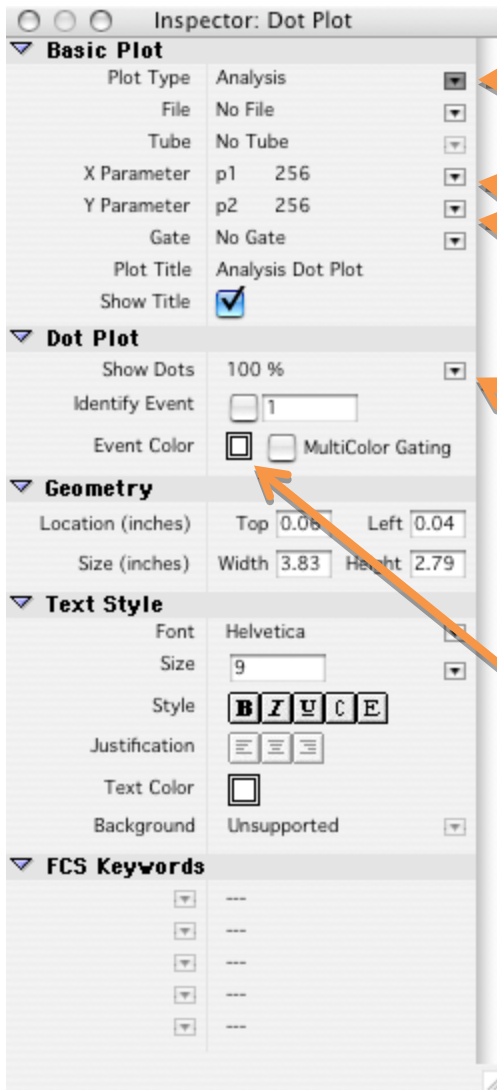 Inspector: Dot Plot
Basic Plot
Plot Type Analysis
File No File
Tube No Tube
X Parameter p1 256
Y Parameter p2 256
Gate No Gate
Plot Title Analysis Dot Plot
Show Title
Dot Plot
Show Dots 100 %
Identify Event 1
Event Color MultiColor Gating
Geometry
Location (inches) Top 0.06 Left 0.04
Size (inches) Width 3.83 Height 2.79
Text Style
Font Helvetica
Size 9
Style B I U C E
Justification
Text Color
Background Unsupported
FCS Keywords
---
---
---
---
---